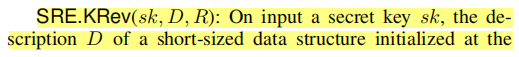 SRE.KRev(sk, D, R): On input a secret key sk, the de-
scription D of a short-sized data structure initialized at the